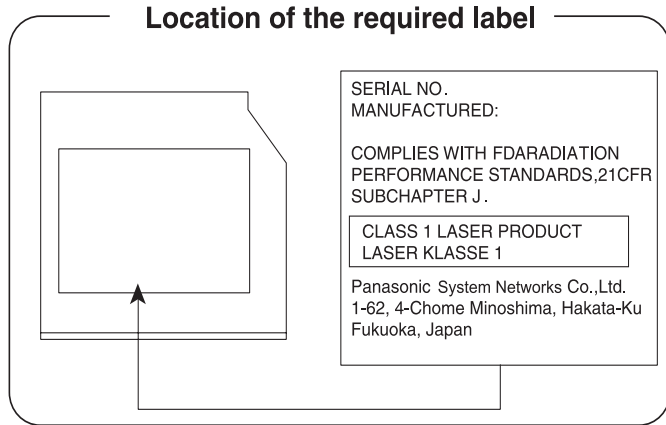 Location of the required label
SERIAL NO.
MANUFACTURED:
COMPLIES WITH FDARADIATION
PERFORMANCE STANDARDS,21CFR
SUBCHAPTER J.
CLASS 1 LASER PRODUCT
LASER KLASSE 1
Panasonic System Networks Co.,Ltd.
1-62, 4-Chome Minoshima, Hakata-Ku
Fukuoka, Japan